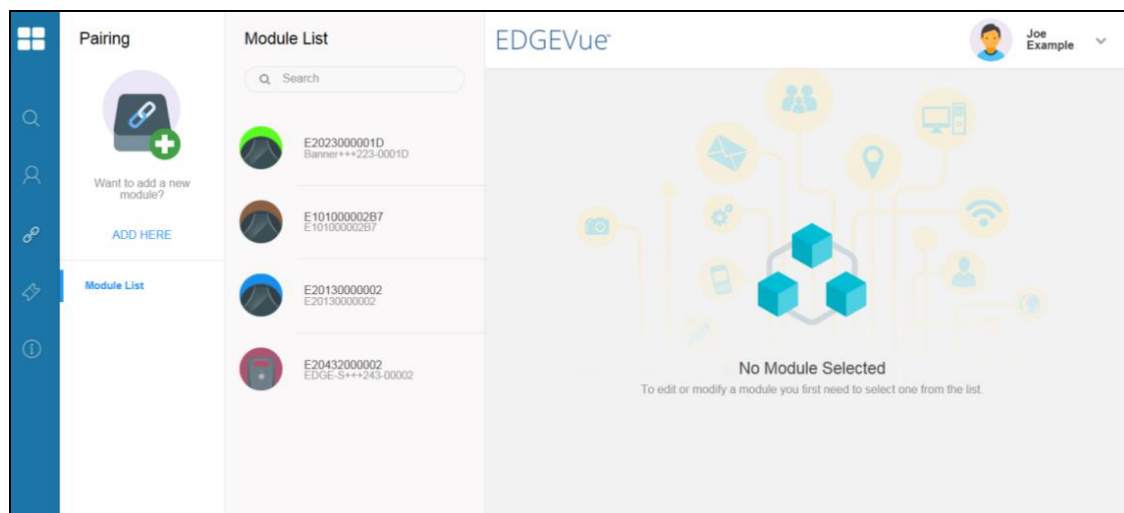 Pairing
Want to add a new
module?
ADD HERE
Module List
Module List
Search
E2023000001D
Banner+++223-0001D
E101000002B7
E101000002B7
E20130000002
E20130000002
E20432000002
EDGE-S+++243-00002
EDGEVue™
Joe
Example
No Module Selected
To edit or modify a module you first need to select one from the list.